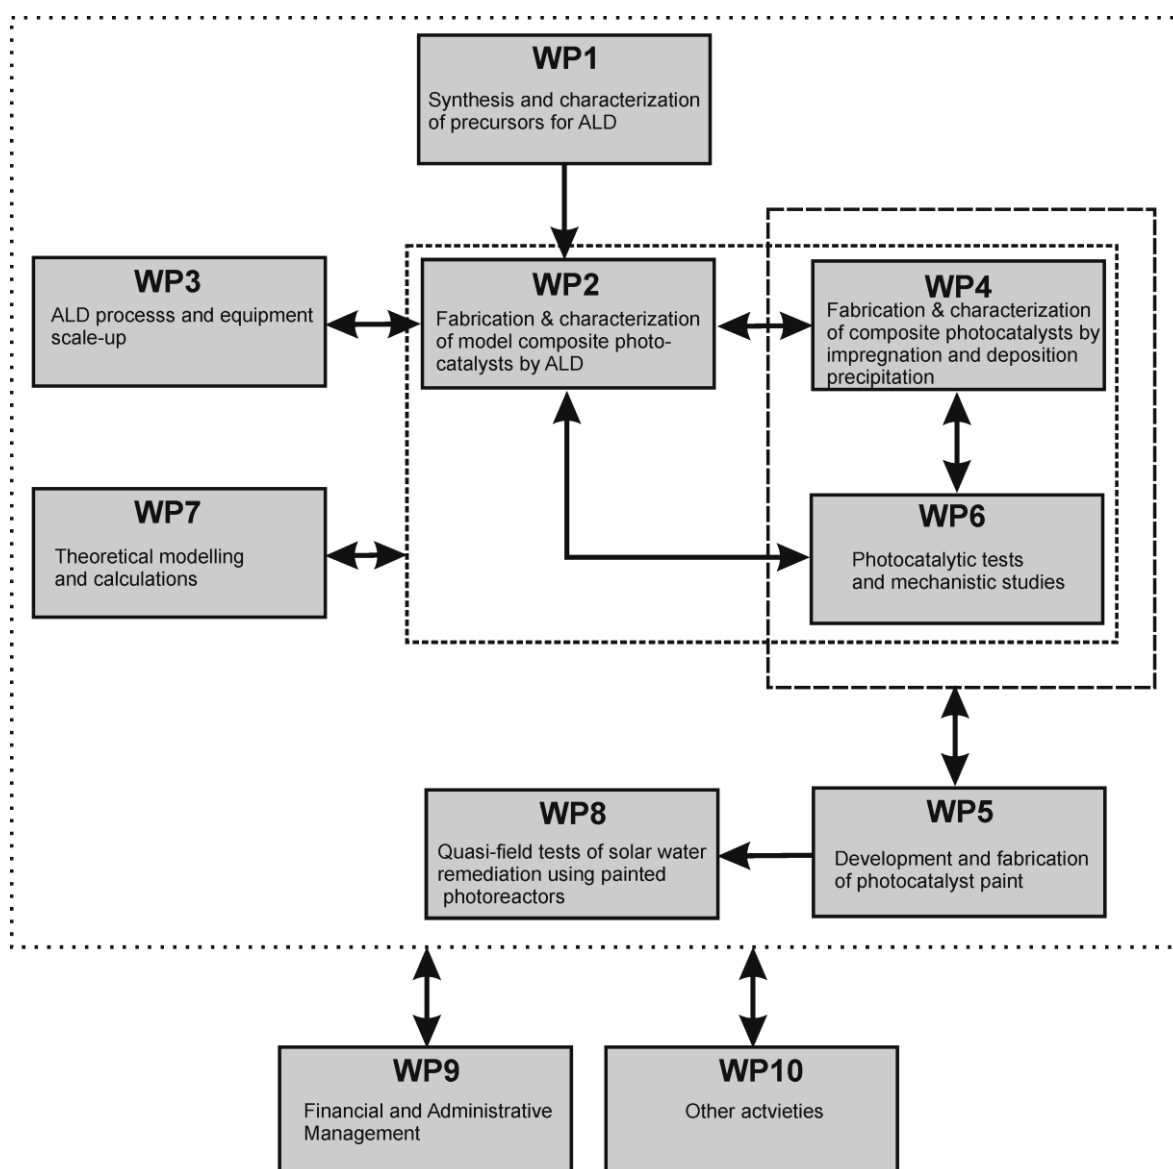 WP1
Synthesis and characterization
of precursors for ALD
WP3
ALD processs and equipment
scale-up
WP2
Fabrication & characterization
of model composite photo-
catalysts by ALD
WP4
Fabrication & characterization
of composite photocatalysts by
impregnation and deposition
precipitation
WP7
Theoretical modelling
and calculations
WP6
Photocatalytic tests
and mechanistic studies
WP8
Quasi-field tests of solar water
remediation using painted
photoreactors
WP5
Development and fabrication
of photocatalyst paint
WP9
Financial and Administrative
Management
WP10
Other actvieties